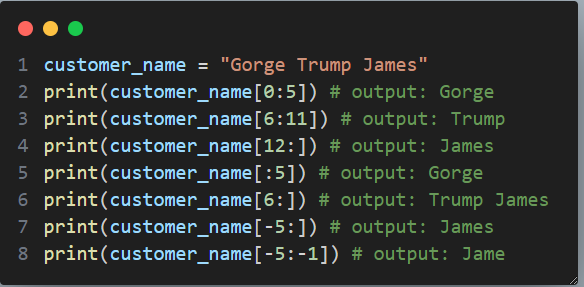 1 customer_name = "Gorge Trump James"
2 print(customer_name[0:5]) # output: Gorge
3 print(customer_name[6:11]) # output: Trump
4 print(customer_name[12:]) # output: James
5 print(customer_name[:5]) # output: Gorge
6 print(customer_name[6:]) # output: Trump James
7 print(customer_name[-5:]) # output: James
8 print(customer_name[-5:-1]) # output: Jame